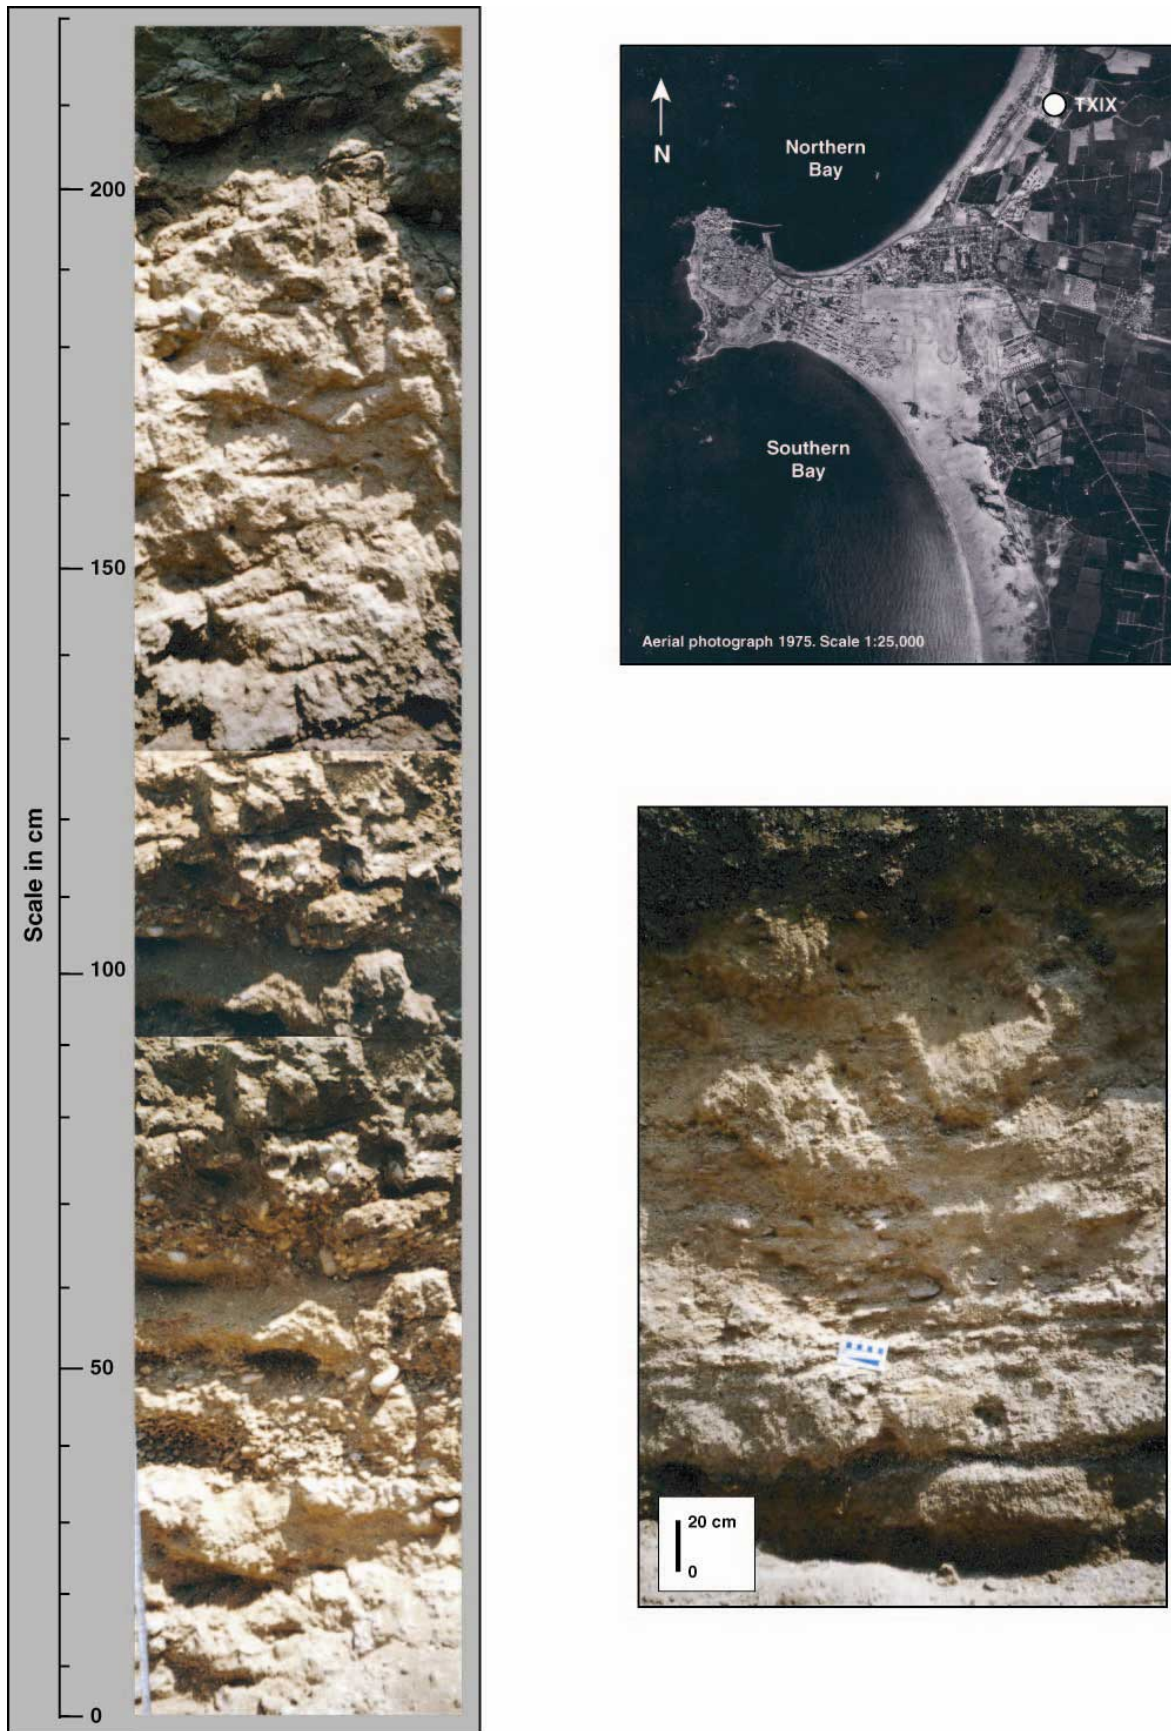 Scale in cm
200
150
100
50
0
N
Northern
Bay
TXIX
Southern
Bay
Aerial photograph 1975. Scale 1:25,000
20 cm
0